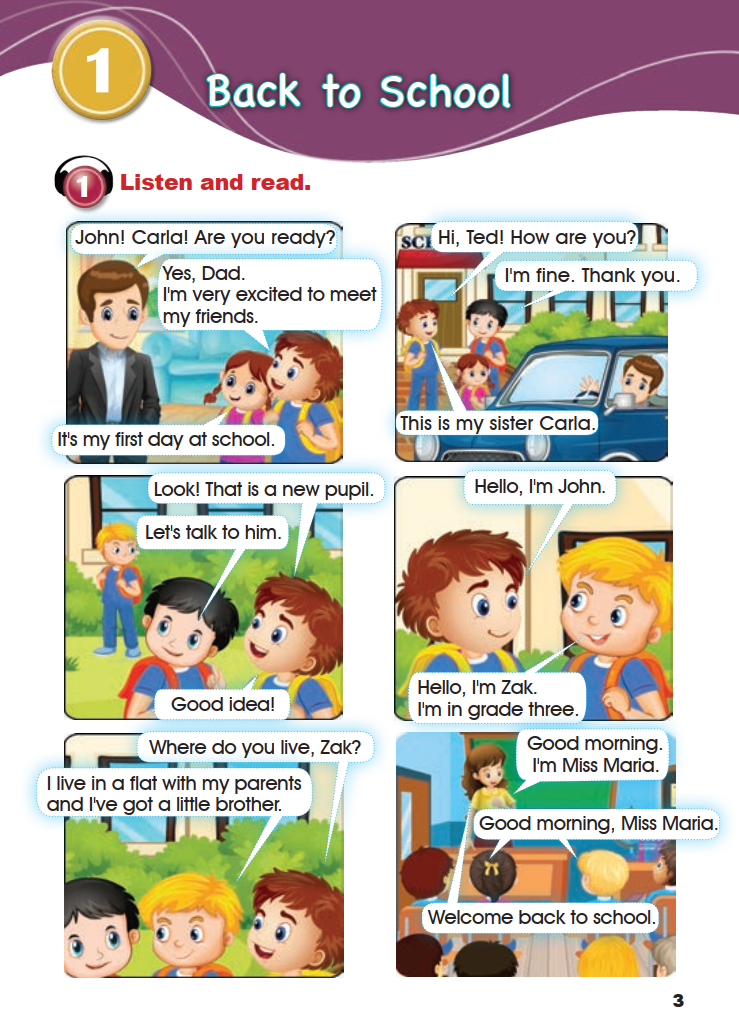 1
Back to School
1
Listen and read.
John! Carla! Are you ready?
Yes, Dad.
I'm very excited to meet
my friends.
It's my first day at school.
SC
Hi, Ted! How are you?
I'm fine. Thank you.
This is my sister Carla.
Look! That is a new pupil.
Let's talk to him.
Good idea!
Hello, I'm John.
Hello, I'm Zak.
I'm in grade three.
Where do you live, Zak?
I live in a flat with my parents
and I've got a little brother.
Good morning.
I'm Miss Maria.
Good morning, Miss Maria.
Welcome back to school.
3